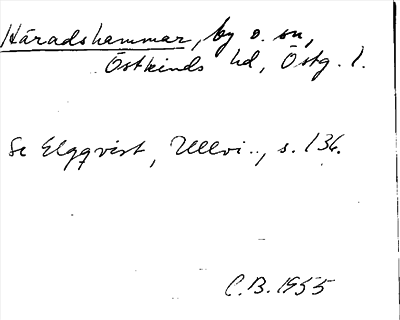 Häradshammar, by o. sn,
Östkinds hd, Östg. l.
Se Elgqvist, Ullvi.., s. 136.
C.B. 1955